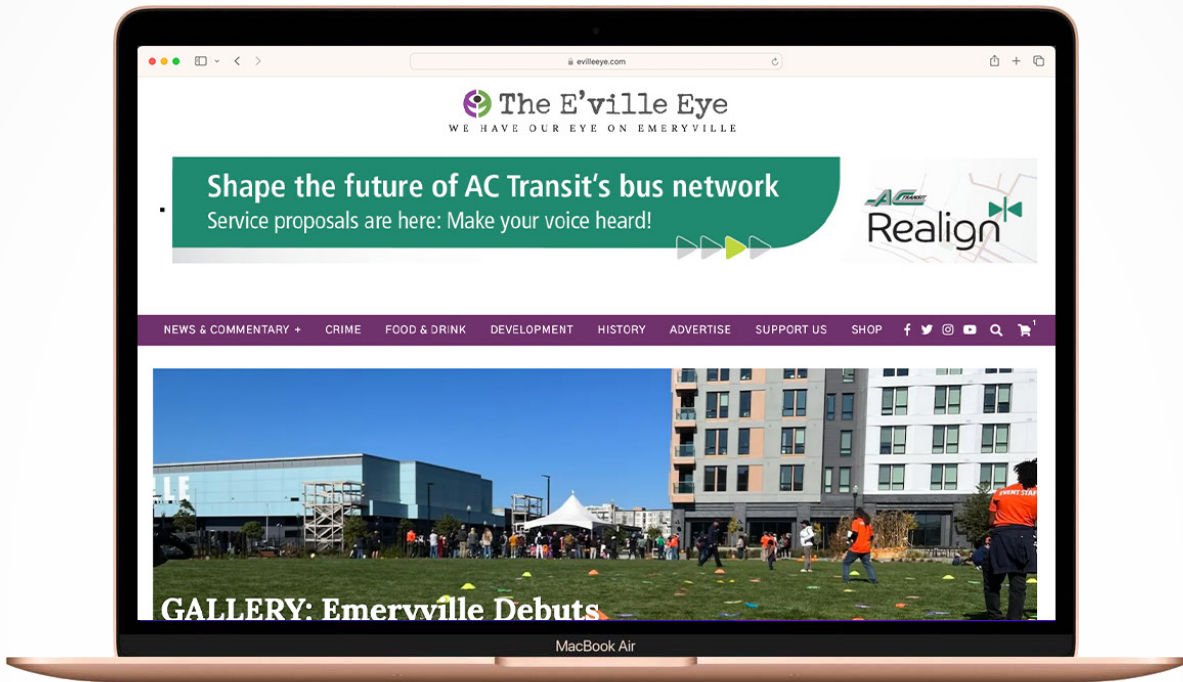 evilleeye.com
The E'ville Eye
WE HAVE OUR EYE ON EMERYVILLE
Shape the future of AC Transit's bus network
Service proposals are here: Make your voice heard!
AC TRANSIT
Realign
NEWS & COMMENTARY + CRIME FOOD & DRINK DEVELOPMENT HISTORY ADVERTISE SUPPORT US SHOP 1
LLE
EVENT STAFF
GALLERY: Emeryville Debuts
MacBook Air